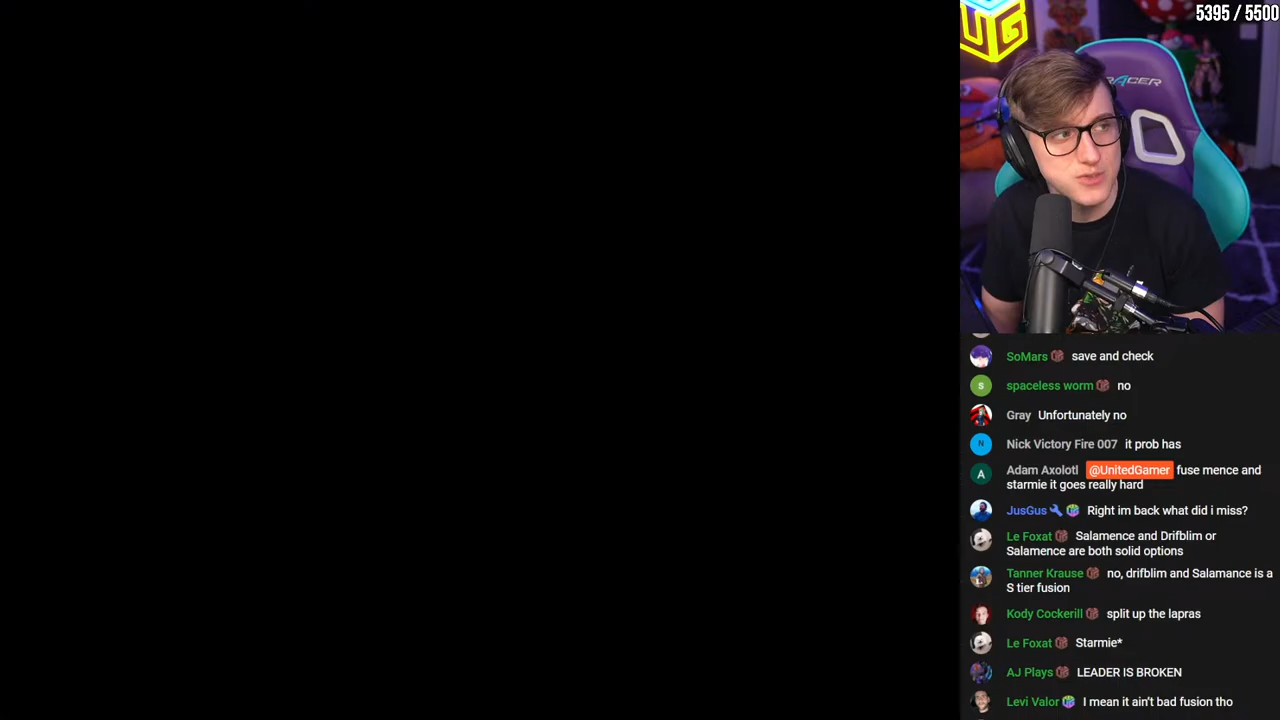 5395 / 5500
UG
RACER
SoMars save and check
S spaceless worm no
Gray Unfortunately no
N Nick Victory Fire 007 it prob has
A Adam Axolotl @UnitedGamer fuse mence and
starmie it goes really hard
JusGus Right im back what did i miss?
Le Foxat Salamence and Drifblim or
Salamence are both solid options
Tanner Krause no, drifblim and Salamance is a
S tier fusion
Kody Cockerill split up the lapras
Le Foxat Starmie*
AJ Plays LEADER IS BROKEN
Levi Valor I mean it ain't bad fusion tho